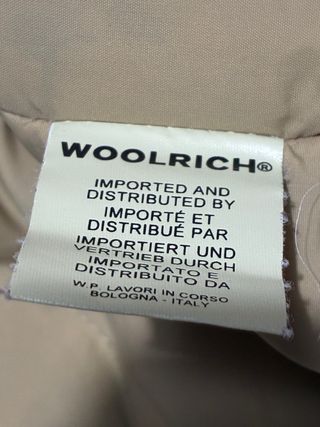 WOOLRICH®
IMPORTED AND
DISTRIBUTED BY
IMPORTÉ ET
DISTRIBUÉ PAR
IMPORTIERT UND
VERTRIEB DURCH
IMPORTATO E
DISTRIBUITO DA
W.P. LAVORI IN CORSO
BOLOGNA - ITALY